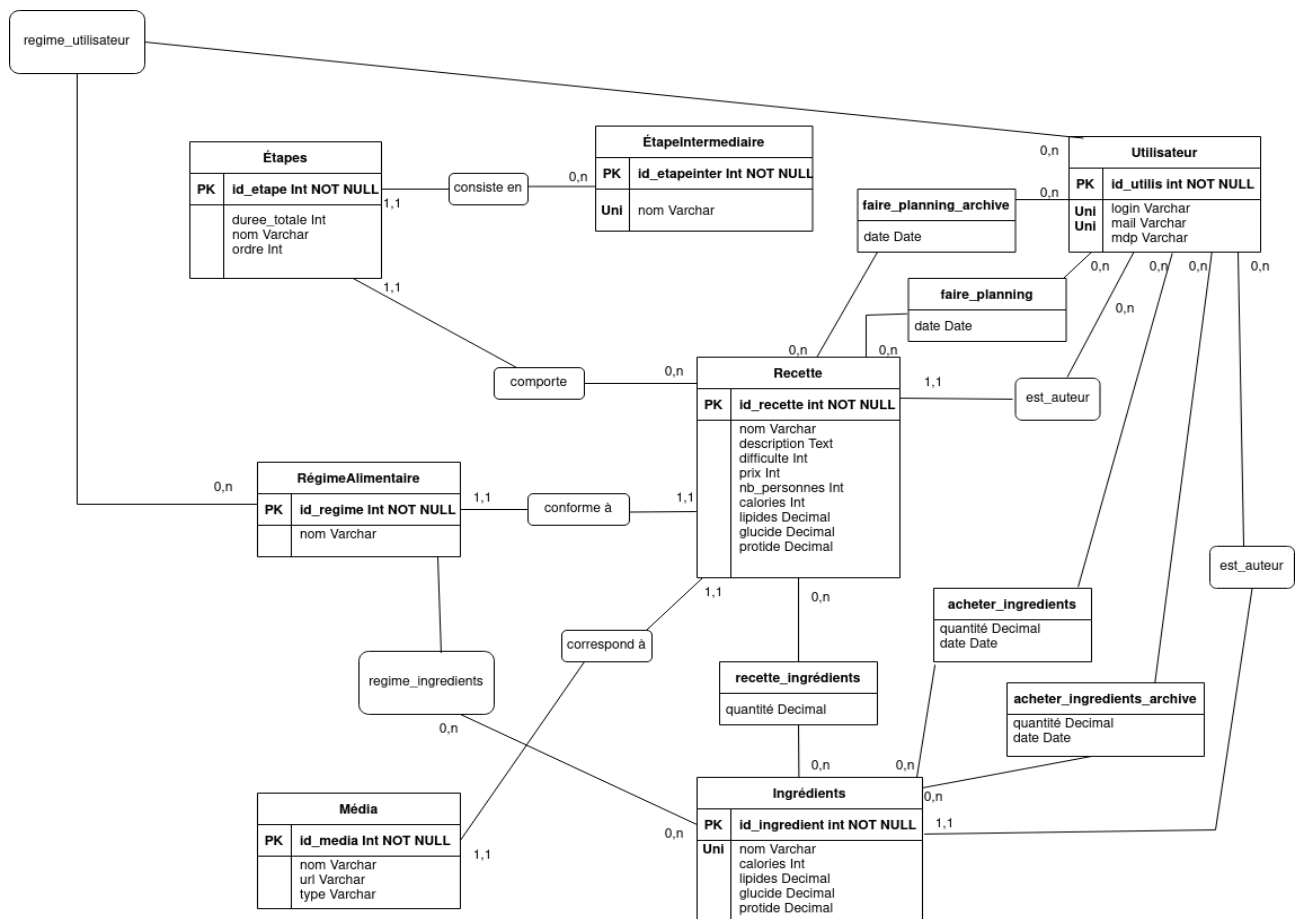 regime_utilisateur
Étapes
PK id_etape Int NOT NULL
duree_totale Int
nom Varchar
ordre Int
1,1
1,1
consiste en
0,n
ÉtapeIntermediaire
PK id_etapeinter Int NOT NULL
Uni nom Varchar
0,n
0,n
Utilisateur
PK id_utilis int NOT NULL
Uni login Varchar
Uni mail Varchar
mdp Varchar
faire_planning_archive
date Date
0,n
0,n
0,n
0,n
0,n
faire_planning
date Date
0,n
0,n
comporte
0,n
Recette
PK id_recette int NOT NULL
nom Varchar
description Text
difficulte Int
prix Int
nb_personnes Int
calories Int
lipides Decimal
glucide Decimal
protide Decimal
1,1
est_auteur
0,n
RégimeAlimentaire
PK id_regime Int NOT NULL
nom Varchar
1,1
conforme à
1,1
est_auteur
1,1
0,n
correspond à
acheter_ingredients
quantité Decimal
date Date
regime_ingredients
0,n
recette_ingrédients
quantité Decimal
acheter_ingredients_archive
quantité Decimal
date Date
0,n
0,n
0,n
1,1
Média
PK id_media Int NOT NULL
nom Varchar
url Varchar
type Varchar
1,1
0,n
Ingrédients
PK id_ingredient int NOT NULL
Uni nom Varchar
calories Int
lipides Decimal
glucide Decimal
protide Decimal